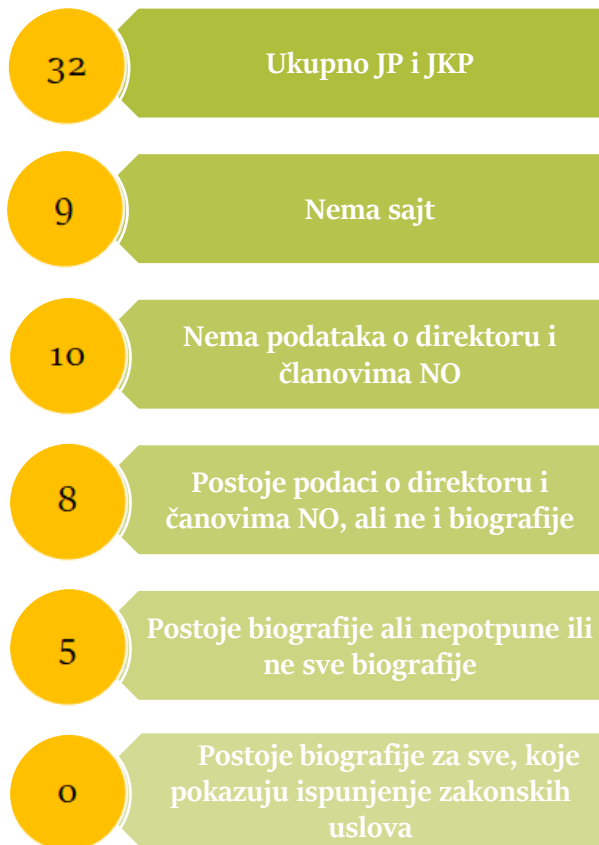 32
Ukupno JP i JKP
9
Nema sajt
10
Nema podataka o direktoru i
članovima NO
8
Postoje podaci o direktoru i
čanovima NO, ali ne i biografije
5
Postoje biografije ali nepotpune ili
ne sve biografije
0
Postoje biografije za sve, koje
pokazuju ispunjenje zakonskih
uslova